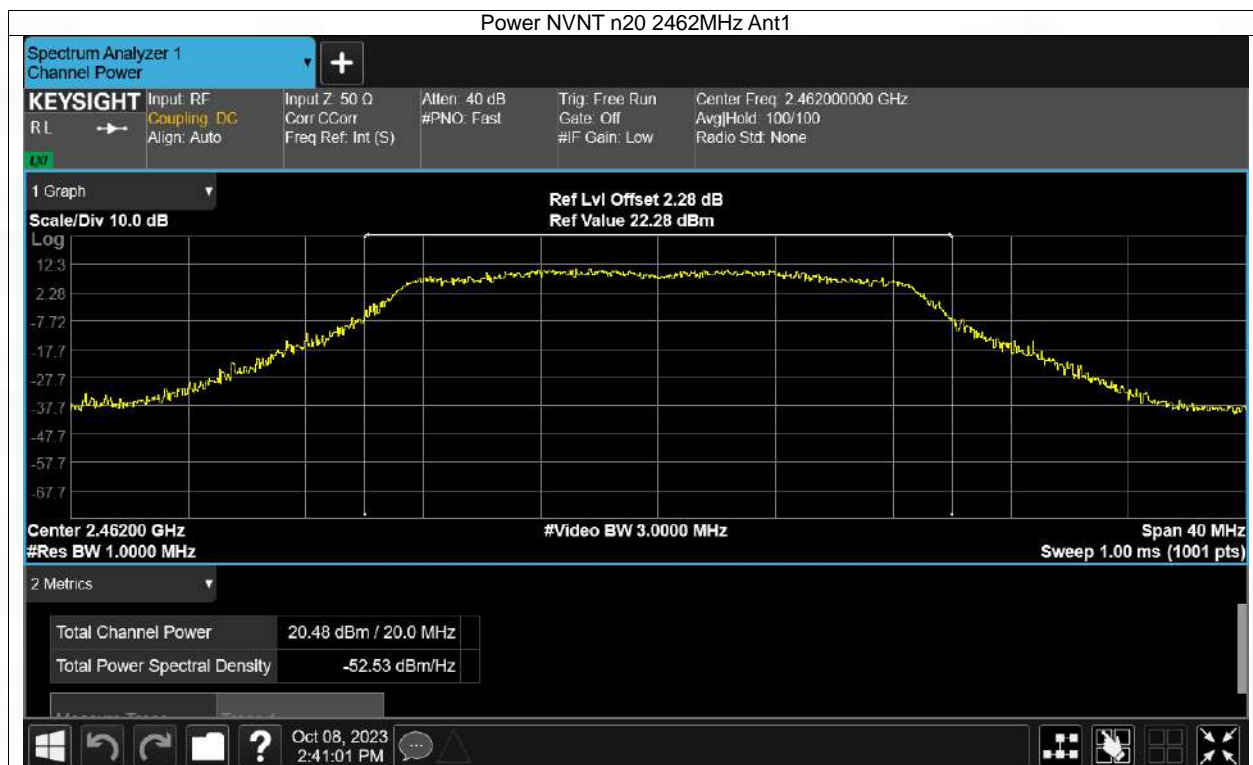 Power NVNT n20 2462MHz Ant1
Spectrum Analyzer 1
Channel Power
KEYSIGHT
RL
LXI
Input: RF
Coupling: DC
Align: Auto
Input Z: 50 Ω
Corr CCorr
Freq Ref: Int (S)
Atten: 40 dB
#PNO: Fast
Trig: Free Run
Gate: Off
#IF Gain: Low
Center Freq: 2.462000000 GHz
Avg|Hold: 100/100
Radio Std: None
1 Graph
Scale/Div 10.0 dB
Ref Lvl Offset 2.28 dB
Ref Value 22.28 dBm
Log
12.3
2.28
-7.72
-17.7
-27.7
-37.7
-47.7
-57.7
-67.7
Center 2.46200 GHz
#Res BW 1.0000 MHz
#Video BW 3.0000 MHz
Span 40 MHz
Sweep 1.00 ms (1001 pts)
2 Metrics
Total Channel Power 20.48 dBm / 20.0 MHz
Total Power Spectral Density -52.53 dBm/Hz
?
Oct 08, 2023
2:41:01 PM